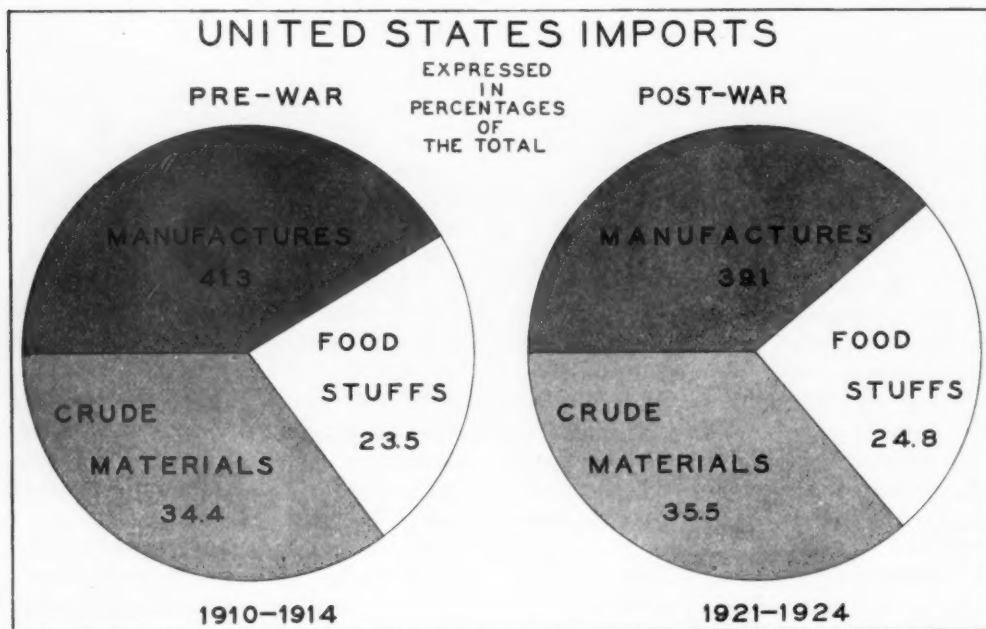 UNITED STATES IMPORTS
EXPRESSED
IN
PERCENTAGES
OF
THE TOTAL
PRE-WAR
MANUFACTURES
41.3
FOOD
STUFFS
23.5
CRUDE
MATERIALS
34.4
1910-1914
POST-WAR
MANUFACTURES
39.1
FOOD
STUFFS
24.8
CRUDE
MATERIALS
35.5
1921-1924